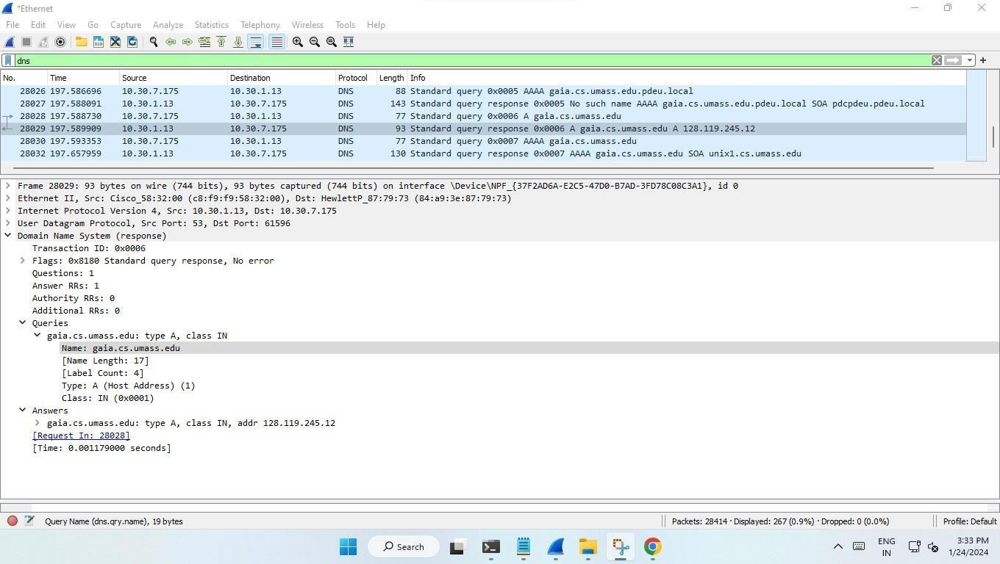 *Ethernet
File Edit View Go Capture Analyze Statistics Telephony Wireless Tools Help
dns
No. Time Source Destination Protocol Length Info
28026 197.586696 10.30.7.175 10.30.1.13 DNS 88 Standard query 0x0005 AAAA gaia.cs.umass.edu.pdeu.local
28027 197.588091 10.30.1.13 10.30.7.175 DNS 143 Standard query response 0x0005 No such name AAAA gaia.cs.umass.edu.pdeu.local SOA pdcpdeu.pdeu.local
28028 197.588730 10.30.7.175 10.30.1.13 DNS 77 Standard query 0x0006 A gaia.cs.umass.edu
28029 197.589909 10.30.1.13 10.30.7.175 DNS 93 Standard query response 0x0006 A gaia.cs.umass.edu A 128.119.245.12
28030 197.593353 10.30.7.175 10.30.1.13 DNS 77 Standard query 0x0007 AAAA gaia.cs.umass.edu
28032 197.657959 10.30.1.13 10.30.7.175 DNS 130 Standard query response 0x0007 AAAA gaia.cs.umass.edu SOA unix1.cs.umass.edu
Frame 28029: 93 bytes on wire (744 bits), 93 bytes captured (744 bits) on interface \Device\NPF_{37F2AD6A-E2C5-47D0-B7AD-3FD78C08C3A1}, id 0
Ethernet II, Src: Cisco_58:32:00 (c8:f9:f9:58:32:00), Dst: HewlettP_87:79:73 (84:a9:3e:87:79:73)
Internet Protocol Version 4, Src: 10.30.1.13, Dst: 10.30.7.175
User Datagram Protocol, Src Port: 53, Dst Port: 61596
Domain Name System (response)
Transaction ID: 0x0006
Flags: 0x8180 Standard query response, No error
Questions: 1
Answer RRs: 1
Authority RRs: 0
Additional RRs: 0
Queries
gaia.cs.umass.edu: type A, class IN
Name: gaia.cs.umass.edu
[Name Length: 17]
[Label Count: 4]
Type: A (Host Address) (1)
Class: IN (0x0001)
Answers
gaia.cs.umass.edu: type A, class IN, addr 128.119.245.12
[Request In: 28028]
[Time: 0.001179000 seconds]
Query Name (dns.qry.name), 19 bytes
Packets: 28414 · Displayed: 267 (0.9%) · Dropped: 0 (0.0%)
Profile: Default
Search
ENG
IN
3:33 PM
1/24/2024